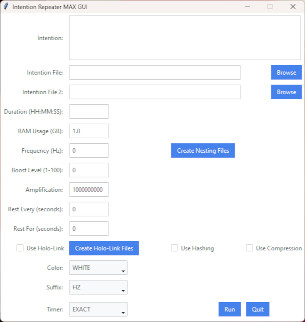 Intention Repeater MAX GUI
Intention:
Intention File: Browse
Intention File 2: Browse
Duration (HH:MM:SS):
RAM Usage (GB): 1.0
Frequency (Hz): 0 Create Nesting Files
Boost Level (1-100): 0
Amplification: 1000000000
Rest Every (seconds): 0
Rest For (seconds): 0
Use Holo-Link Create Holo-Link Files Use Hashing Use Compression
Color: WHITE
Suffix: HZ
Timer: EXACT Run Quit